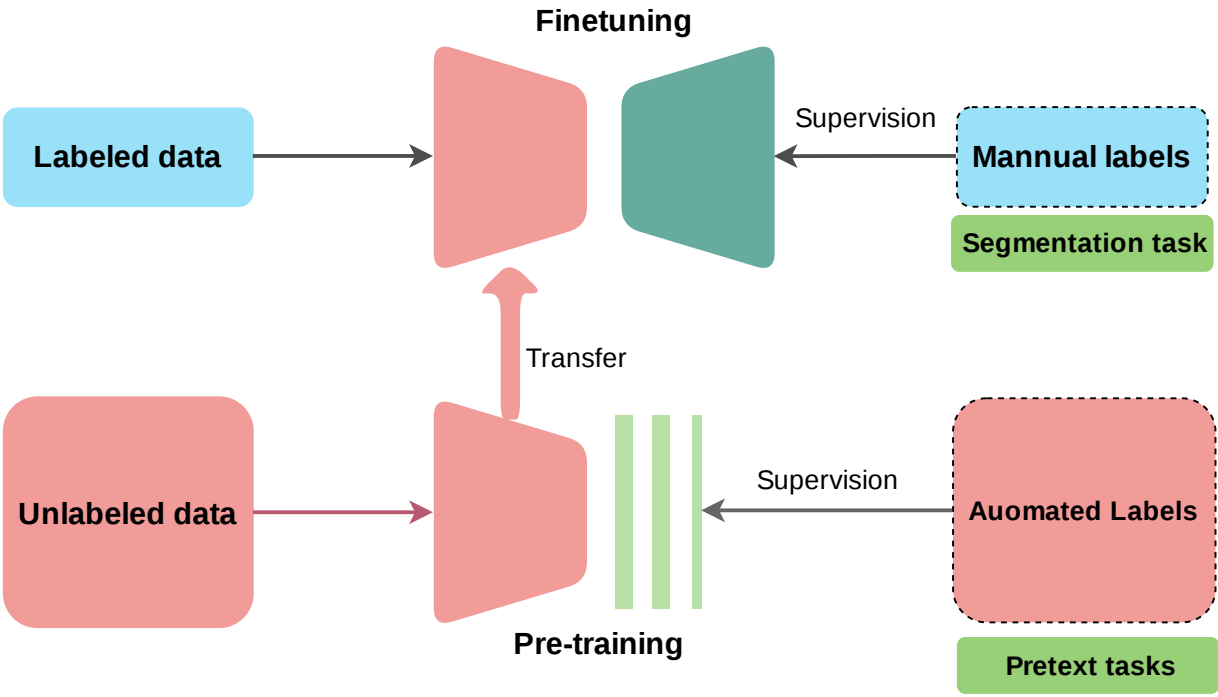 Finetuning
Supervision
Labeled data
Mannual labels
Segmentation task
Transfer
Supervision
Unlabeled data
Auomated Labels
Pre-training
Pretext tasks